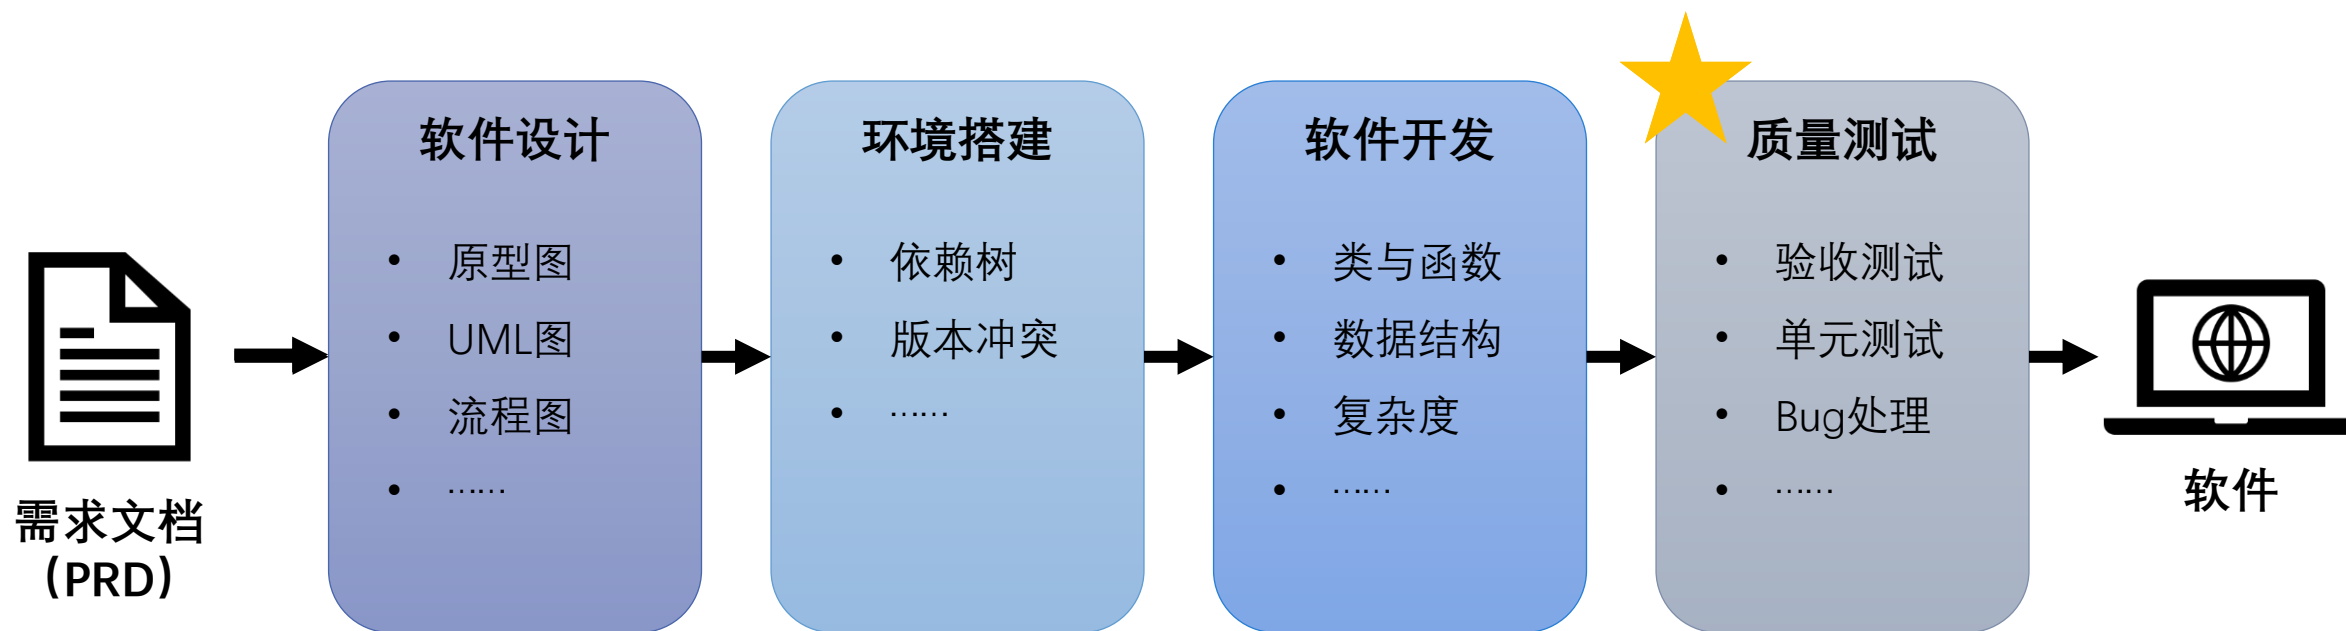 需求文档
（PRD）
软件设计
• 原型图
• UML图
• 流程图
• ......
环境搭建
• 依赖树
• 版本冲突
• ......
软件开发
• 类与函数
• 数据结构
• 复杂度
• ......
质量测试
• 验收测试
• 单元测试
• Bug处理
• ......
软件